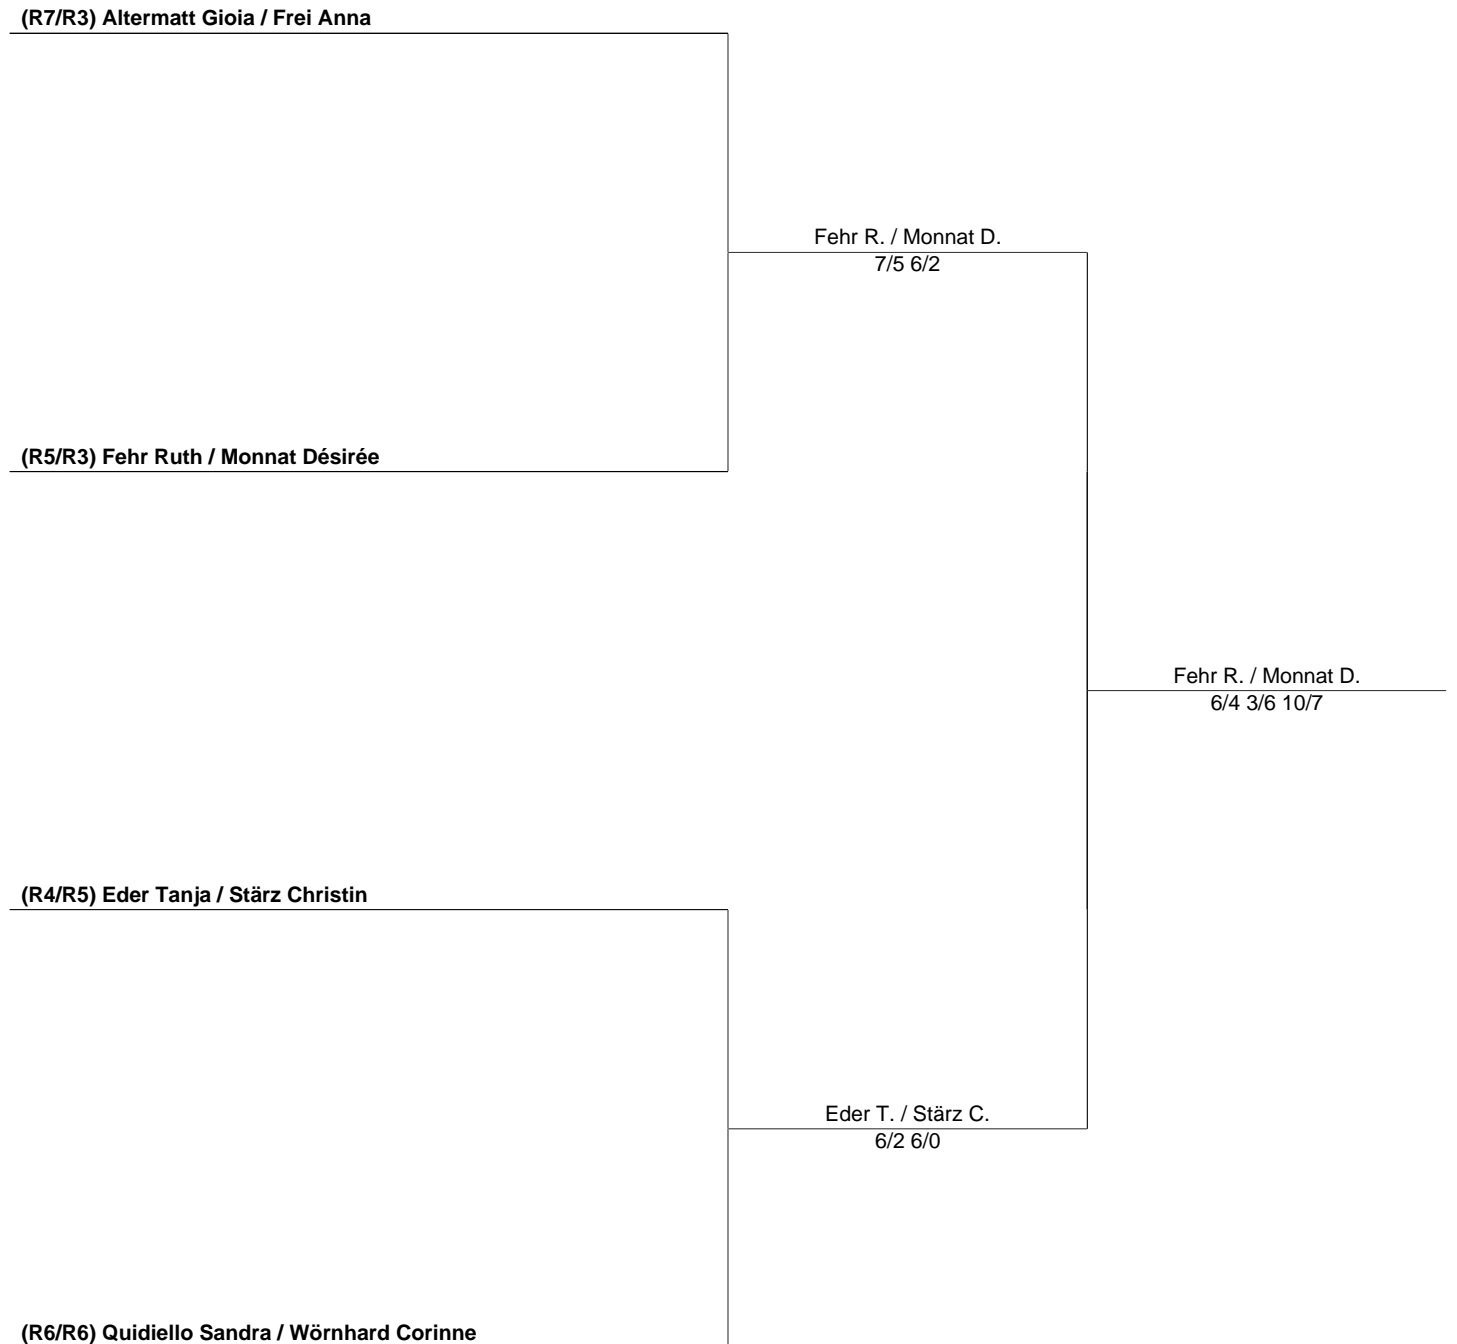 (R7/R3) Altermatt Gioia / Frei Anna
Fehr R. / Monnat D.
7/5 6/2
(R5/R3) Fehr Ruth / Monnat Désirée
Fehr R. / Monnat D.
6/4 3/6 10/7
(R4/R5) Eder Tanja / Stärz Christin
Eder T. / Stärz C.
6/2 6/0
(R6/R6) Quidiello Sandra / Wörnhard Corinne